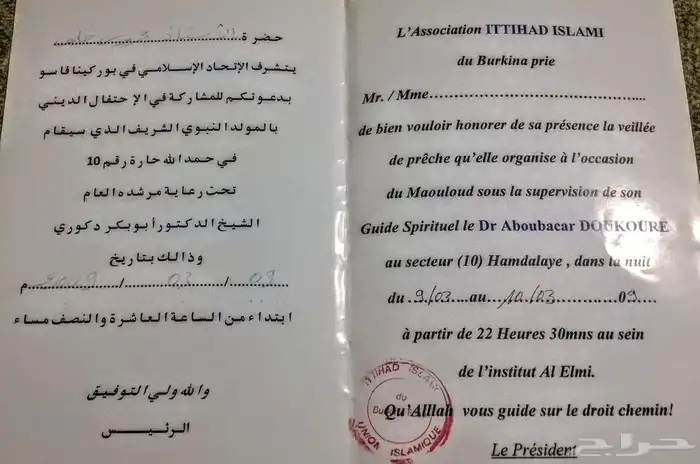 حضرة
يتشرف الإتحاد الإسلامي في بوركينا فاسو
بدعوتكم للمشاركة في الإحتفال الديني
بالمولد النبوي الشريف الذي سيقام
في حمد الله حارة رقم 10
تحت رعاية مرشده العام
الشيخ الدكتور أبو بكر دكوري
وذالك بتاريخ
09/03/2009م
ابتداء من الساعة العاشرة والنصف مساء
والله ولي التوفيق
الرئيس
L'Association ITTIHAD ISLAMI
du Burkina prie
Mr. / Mme
de bien vouloir honorer de sa présence la veillée
de prêche qu'elle organise à l'occasion
du Maouloud sous la supervision de son
Guide Spirituel le Dr Aboubacar DOUKOURE
au secteur (10) Hamdalaye , dans la nuit
du 9/03 au 10/03 09
à partir de 22 Heures 30mns au sein
de l'institut Al Elmi.
Qu'Alllah vous guide sur le droit chemin!
Le Président
ITTIHAD ISLAMI
du
UNION ISLAMIQUE
حراج